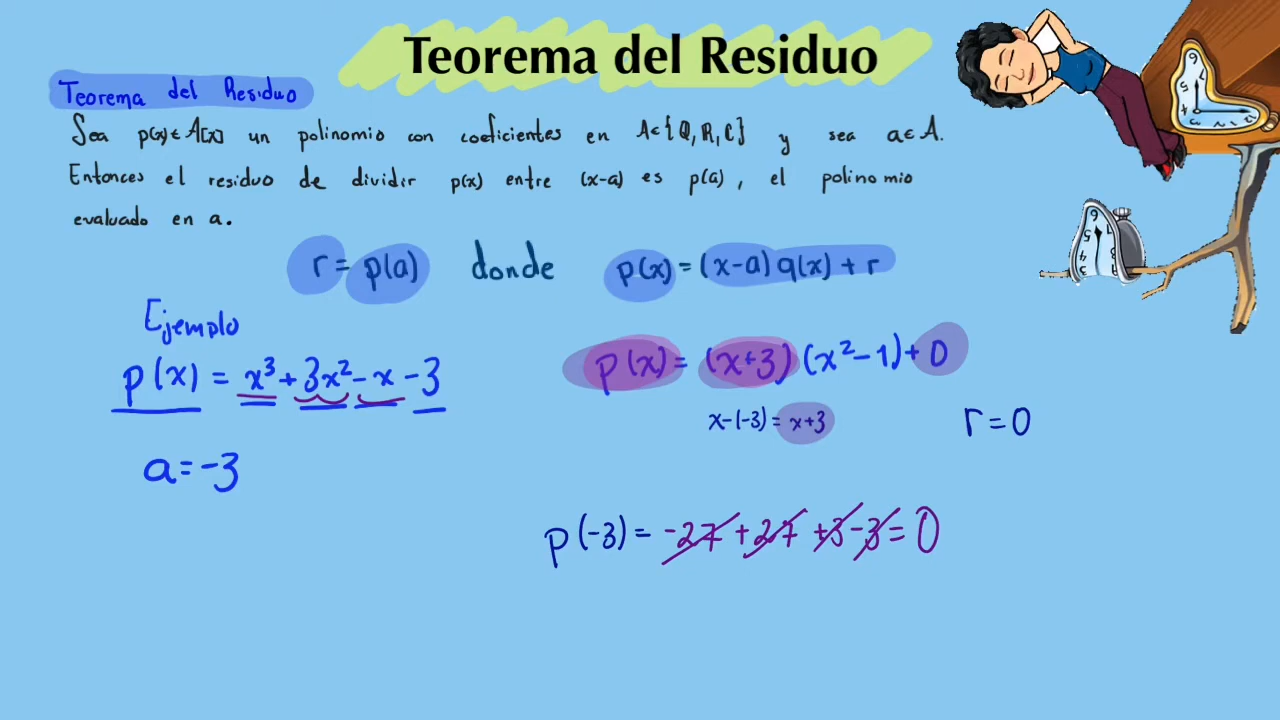 Teorema del Residuo
Teorema del Residuo
Sea p(x)∈A[x] un polinomio con coeficientes en A∈{Q,R,C} y sea a∈A.
Entonces el residuo de dividir p(x) entre (x-a) es p(a), el polinomio
evaluado en a.
r = p(a) donde p(x) = (x-a) q(x) + r
Ejemplo
p(x) = x³+3x²-x-3
p(x) = (x+3)(x²-1)+0
x-(-3) = x+3
r=0
a=-3
p(-3) = -27+27+3-3=0